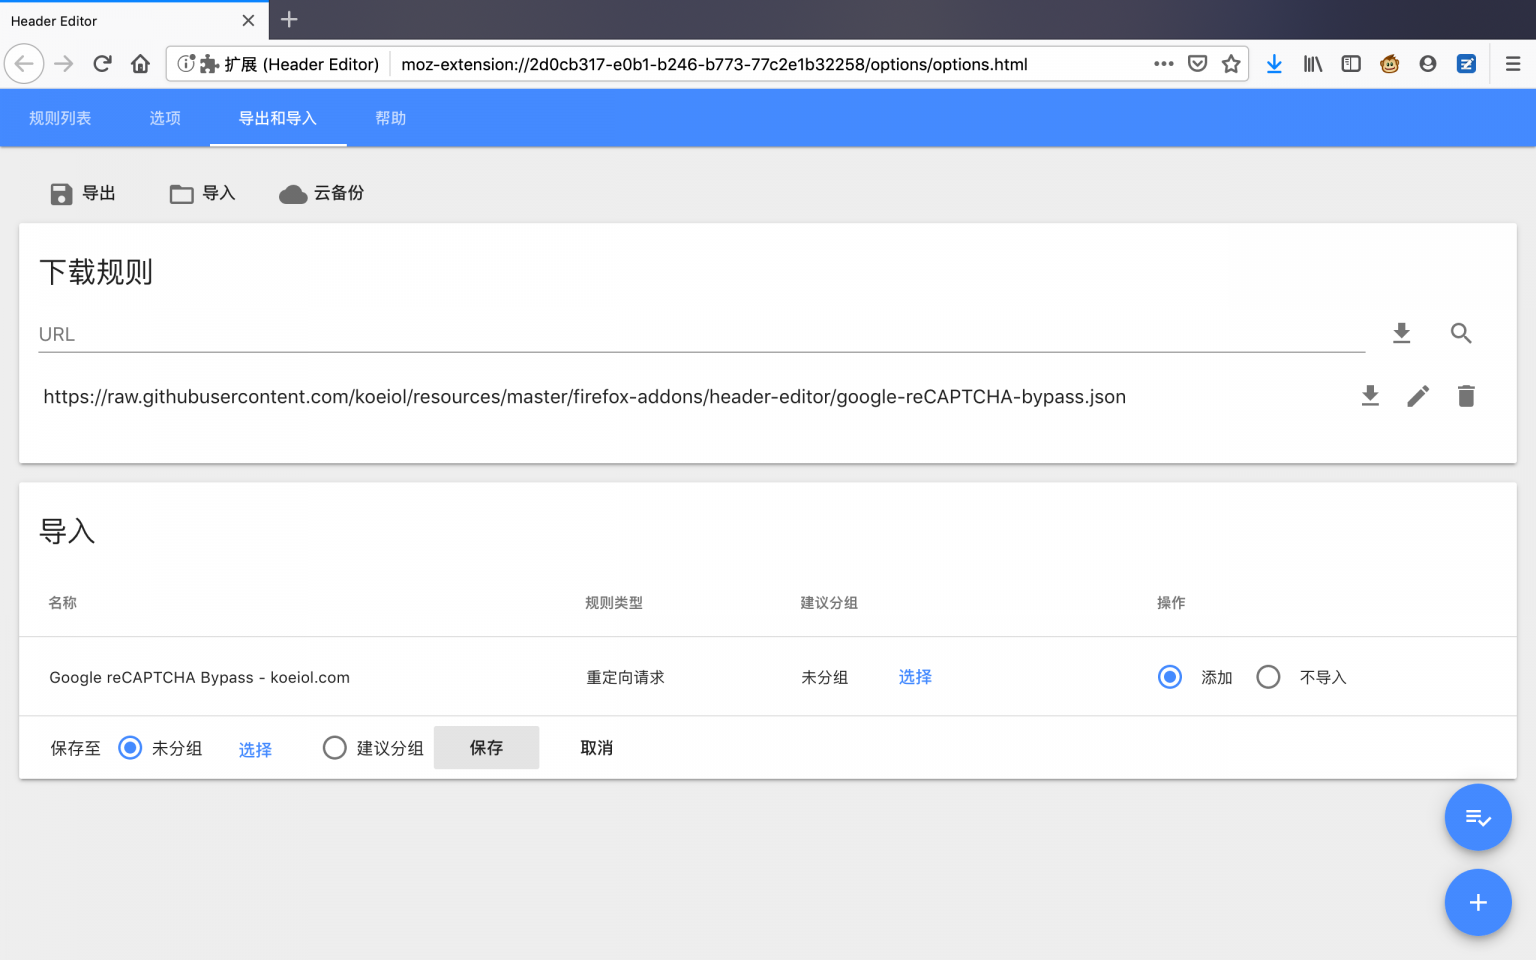 Header Editor
扩展 (Header Editor) moz-extension://2d0cb317-e0b1-b246-b773-77c2e1b32258/options/options.html
规则列表 选项 导出和导入 帮助
导出 导入 云备份
下载规则
URL
https://raw.githubusercontent.com/koeiol/resources/master/firefox-addons/header-editor/google-reCAPTCHA-bypass.json
导入
名称 规则类型 建议分组 操作
Google reCAPTCHA Bypass - koeiol.com 重定向请求 未分组 选择 添加 不导入
保存至 未分组 选择 建议分组 保存 取消